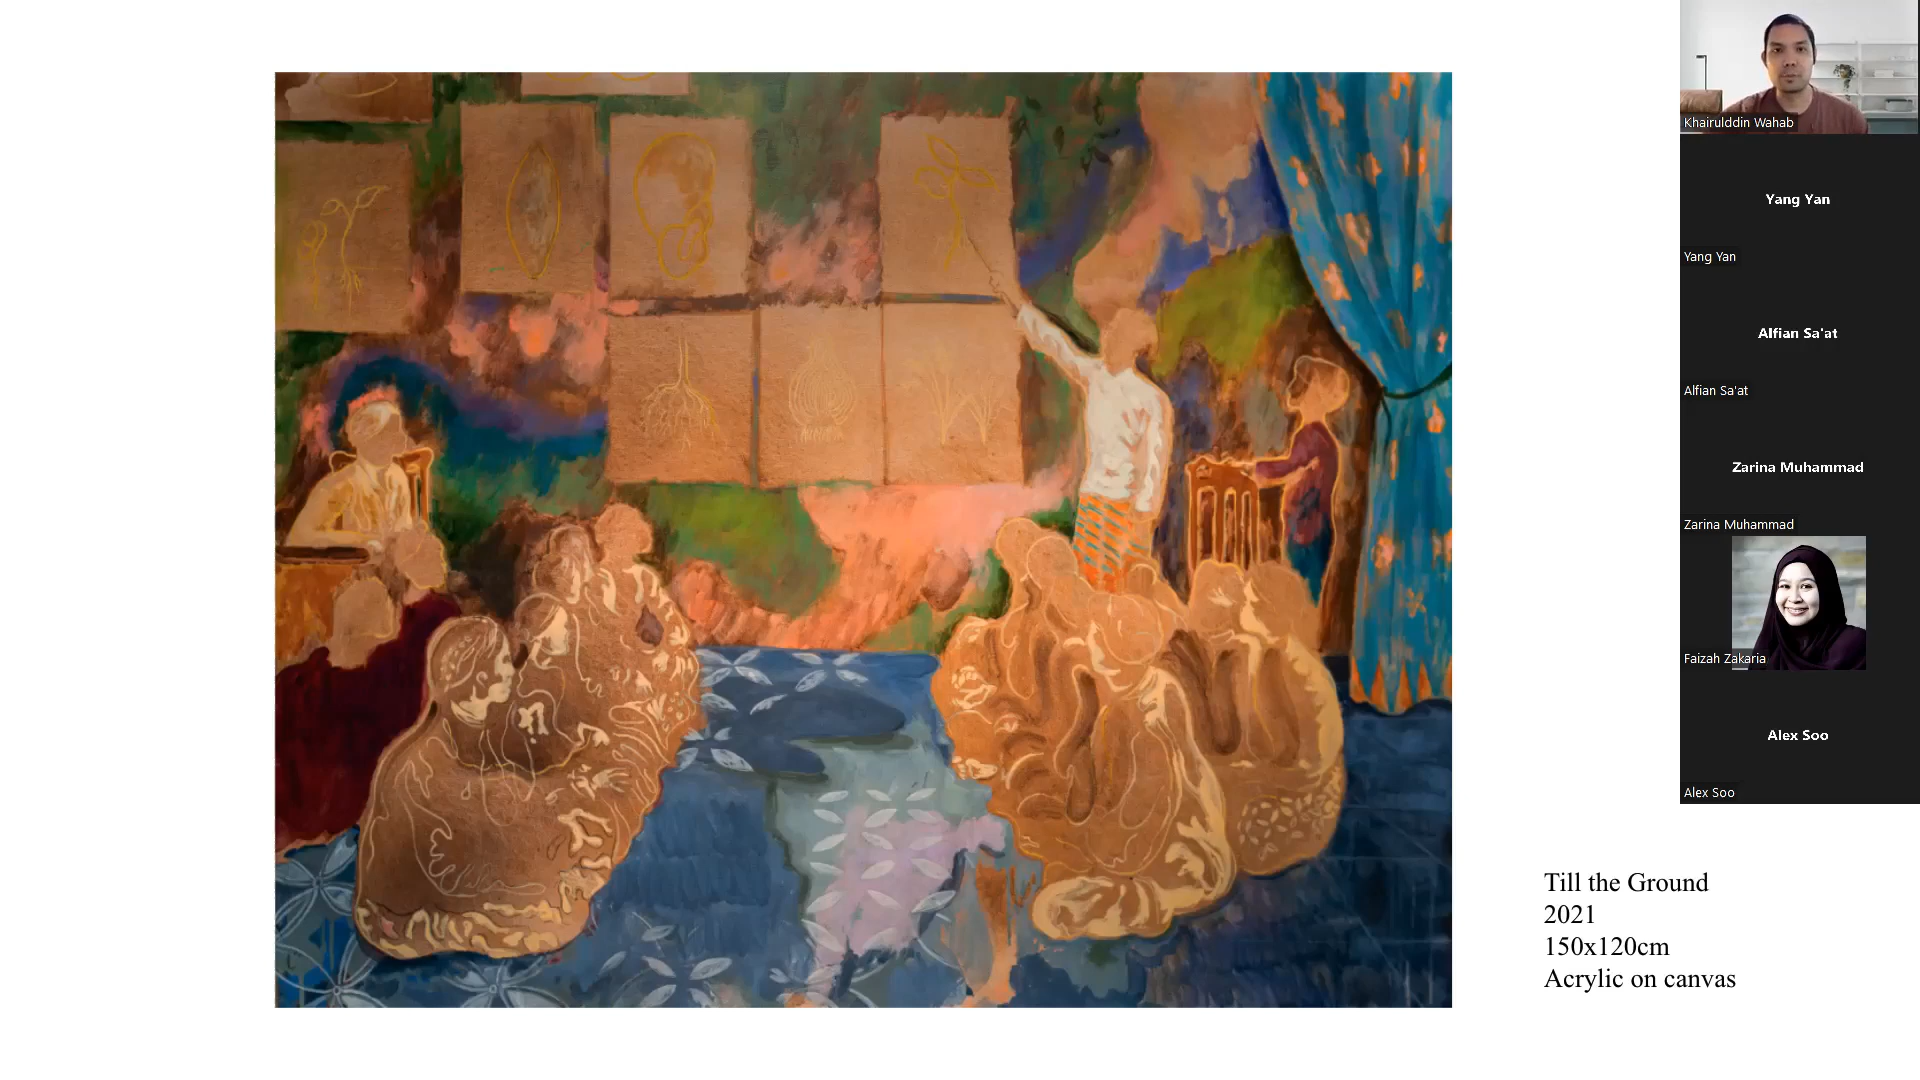 Khairulddin Wahab
Yang Yan
Yang Yan
Alfian Sa'at
Alfian Sa'at
Zarina Muhammad
Zarina Muhammad
Faizah Zakaria
Alex Soo
Alex Soo
Till the Ground
2021
150x120cm
Acrylic on canvas